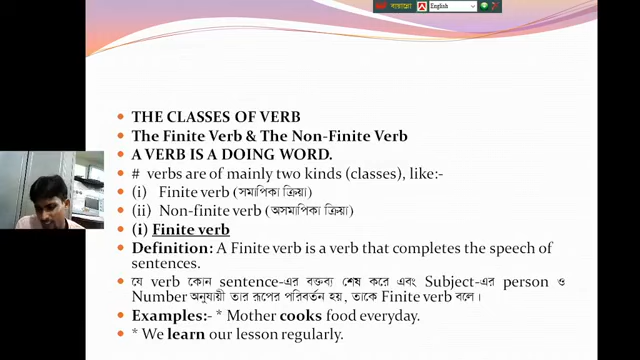 বাংলা English
THE CLASSES OF VERB
The Finite Verb & The Non-Finite Verb
A VERB IS A DOING WORD.
# verbs are of mainly two kinds (classes), like:-
(i) Finite verb (সমাপিকা ক্রিয়া)
(ii) Non-finite verb (অসমাপিকা ক্রিয়া)
(i) Finite verb
Definition: A Finite verb is a verb that completes the speech of
sentences.
যে verb কোন sentence-এর বক্তব্য শেষ করে এবং Subject-এর person ও
Number অনুযায়ী তার রূপের পরিবর্তন হয়, তাকে Finite verb বলে।
Examples:- * Mother cooks food everyday.
* We learn our lesson regularly.